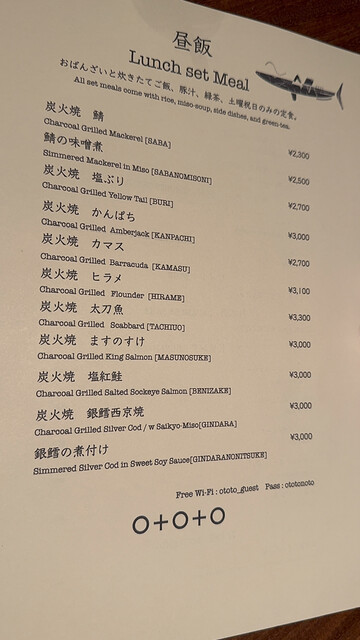 昼飯
Lunch set Meal
おばんざいと炊きたてご飯、豚汁、緑茶、土曜祝日のみの定食。
All set meals come with rice, miso-soup, side dishes, and green-tea.
炭火焼 鯖
Charcoal Grilled Mackerel [SABA] ¥2,300
鯖の味噌煮
Simmered Mackerel in Miso [SABANOMISONI] ¥2,500
炭火焼 塩ぶり
Charcoal Grilled Yellow Tail [BURI] ¥2,700
炭火焼 かんぱち
Charcoal Grilled Amberjack [KANPACHI] ¥3,000
炭火焼 カマス
Charcoal Grilled Barracuda [KAMASU] ¥2,700
炭火焼 ヒラメ
Charcoal Grilled Flounder [HIRAME] ¥3,100
炭火焼 太刀魚
Charcoal Grilled Scabbard [TACHIUO] ¥3,300
炭火焼 ますのすけ
Charcoal Grilled King Salmon [MASUNOSUKE] ¥3,000
炭火焼 塩紅鮭
Charcoal Grilled Salted Sockeye Salmon [BENIZAKE] ¥3,000
炭火焼 銀鱈西京焼
Charcoal Grilled Silver Cod / w Saikyo-Miso[GINDARA] ¥3,000
銀鱈の煮付け
Simmered Silver Cod in Sweet Soy Sauce[GINDARANONITSUKE] ¥3,000
Free Wi-Fi : ototo_guest Pass : ototonoto
O+O+O